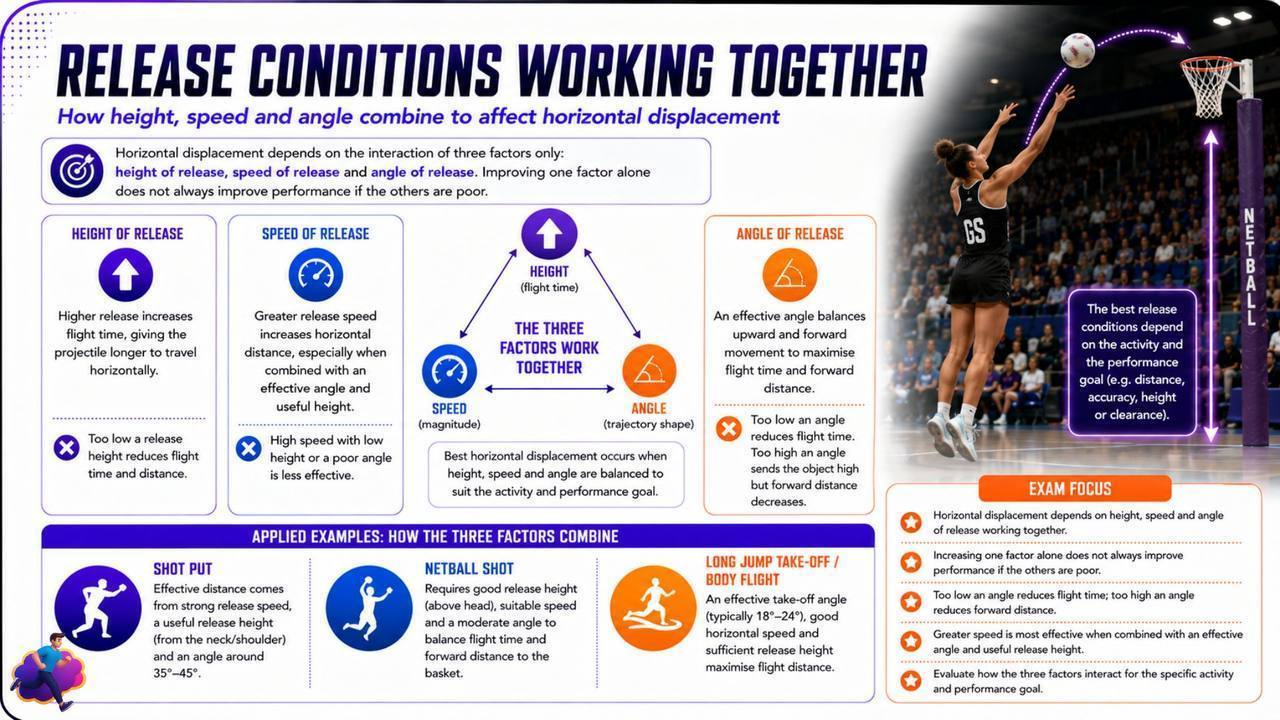 RELEASE CONDITIONS WORKING TOGETHER
How height, speed and angle combine to affect horizontal displacement
Horizontal displacement depends on the interaction of three factors only:
height of release, speed of release and angle of release. Improving one factor alone
does not always improve performance if the others are poor.
HEIGHT OF RELEASE
Higher release increases
flight time, giving the
projectile longer to travel
horizontally.
Too low a release
height reduces flight
time and distance.
SPEED OF RELEASE
Greater release speed
increases horizontal
distance, especially when
combined with an
effective angle and
useful height.
High speed with low
height or a poor angle
is less effective.
HEIGHT
(flight time)
THE THREE
FACTORS WORK
TOGETHER
SPEED
(magnitude)
ANGLE
(trajectory shape)
Best horizontal displacement occurs when
height, speed and angle are balanced to
suit the activity and performance goal.
ANGLE OF RELEASE
An effective angle balances
upward and forward
movement to maximise
flight time and forward
distance.
Too low an angle
reduces flight time.
Too high an angle
sends the object high
but forward distance
decreases.
GS
NETBALL
The best release
conditions depend
on the activity and
the performance
goal (e.g. distance,
accuracy, height
or clearance).
APPLIED EXAMPLES: HOW THE THREE FACTORS COMBINE
SHOT PUT
Effective distance comes
from strong release speed,
a useful release height
(from the neck/shoulder)
and an angle around
35°–45°.
NETBALL SHOT
Requires good release height
(above head), suitable speed
and a moderate angle to
balance flight time and
forward distance to the
basket.
LONG JUMP TAKE-OFF /
BODY FLIGHT
An effective take-off angle
(typically 18°–24°), good
horizontal speed and
sufficient release height
maximise flight distance.
EXAM FOCUS
Horizontal displacement depends on height, speed and angle
of release working together.
Increasing one factor alone does not always improve
performance if the others are poor.
Too low an angle reduces flight time; too high an angle
reduces forward distance.
Greater speed is most effective when combined with an effective
angle and useful release height.
Evaluate how the three factors interact for the specific activity
and performance goal.